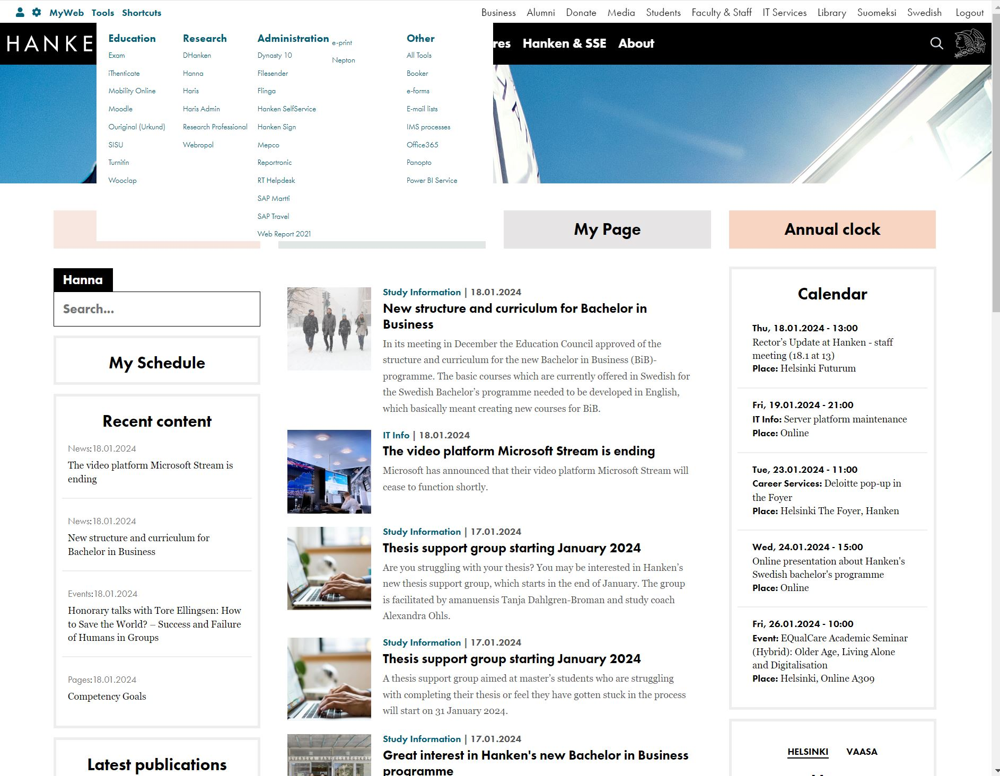 MyWeb Tools Shortcuts
Business Alumni Donate Media Students Faculty & Staff IT Services Library Suomeksi Swedish Logout
HANKE
res Hanken & SSE About
Education
Exam
iThenticate
Mobility Online
Moodle
Ouriginal (Urkund)
SISU
Turnitin
Wooclap
Research
DHanken
Hanna
Haris
Haris Admin
Research Professional
Webropol
Administration
Dynasty 10
Filesender
Flinga
Hanken SelfService
Hanken Sign
Mepco
Reportronic
RT Helpdesk
SAP Martti
SAP Travel
Web Report 2021
e-print
Nepton
Other
All Tools
Booker
e-forms
E-mail lists
IMS processes
Office365
Panopto
Power BI Service
My Page
Annual clock
Hanna
Search...
My Schedule
Recent content
News:18.01.2024
The video platform Microsoft Stream is
ending
News:18.01.2024
New structure and curriculum for
Bachelor in Business
Events:18.01.2024
Honorary talks with Tore Ellingsen: How
to Save the World? – Success and Failure
of Humans in Groups
Pages:18.01.2024
Competency Goals
Latest publications
Study Information | 18.01.2024
New structure and curriculum for Bachelor in
Business
In its meeting in December the Education Council approved of the
structure and curriculum for the new Bachelor in Business (BiB)-
programme. The basic courses which are currently offered in Swedish for
the Swedish Bachelor’s programme needed to be developed in English,
which basically meant creating new courses for BiB.
IT Info | 18.01.2024
The video platform Microsoft Stream is ending
Microsoft has announced that their video platform Microsoft Stream will
cease to function shortly.
Study Information | 17.01.2024
Thesis support group starting January 2024
Are you struggling with your thesis? You may be interested in Hanken’s
new thesis support group, which starts in the end of January. The group
is facilitated by amanuensis Tanja Dahlgren-Broman and study coach
Alexandra Ohls.
Study Information | 17.01.2024
Thesis support group starting January 2024
A thesis support group aimed at master’s students who are struggling
with completing their thesis or feel they have gotten stuck in the process
will start on 31 January 2024.
SVENSKA HANDELSHÖGSKOL
Study Information | 17.01.2024
Great interest in Hanken's new Bachelor in Business
programme
Calendar
Thu, 18.01.2024 - 13:00
Rector’s Update at Hanken - staff
meeting (18.1 at 13)
Place: Helsinki Futurum
Fri, 19.01.2024 - 21:00
IT Info: Server platform maintenance
Place: Online
Tue, 23.01.2024 - 11:00
Career Services: Deloitte pop-up in
the Foyer
Place: Helsinki The Foyer, Hanken
Wed, 24.01.2024 - 15:00
Online presentation about Hanken's
Swedish bachelor's programme
Place: Online
Fri, 26.01.2024 - 10:00
Event: EQualCare Academic Seminar
(Hybrid): Older Age, Living Alone
and Digitalisation
Place: Helsinki, Online A309
HELSINKI VAASA